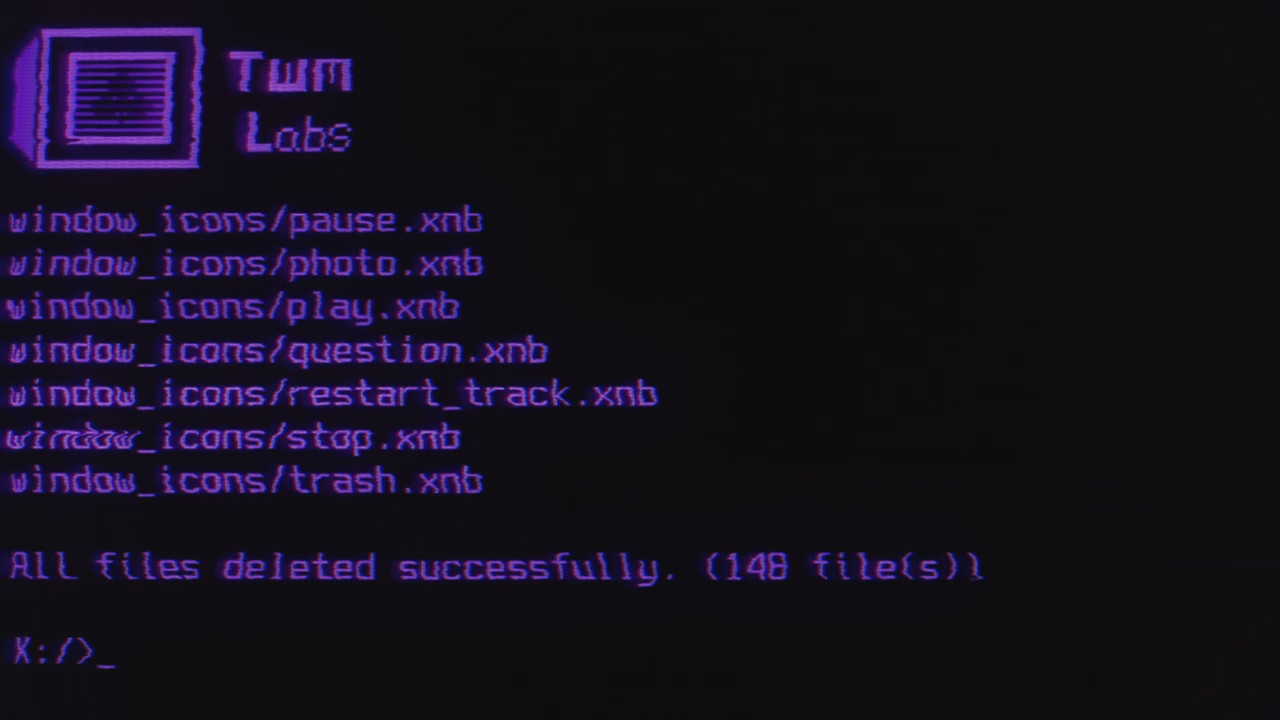 Twm
Labs
window_icons/pause.xnb
window_icons/photo.xnb
window_icons/play.xnb
window_icons/question.xnb
window_icons/restart_track.xnb
window_icons/stop.xnb
window_icons/trash.xnb
All files deleted successfully. (148 file(s))
X:/>_